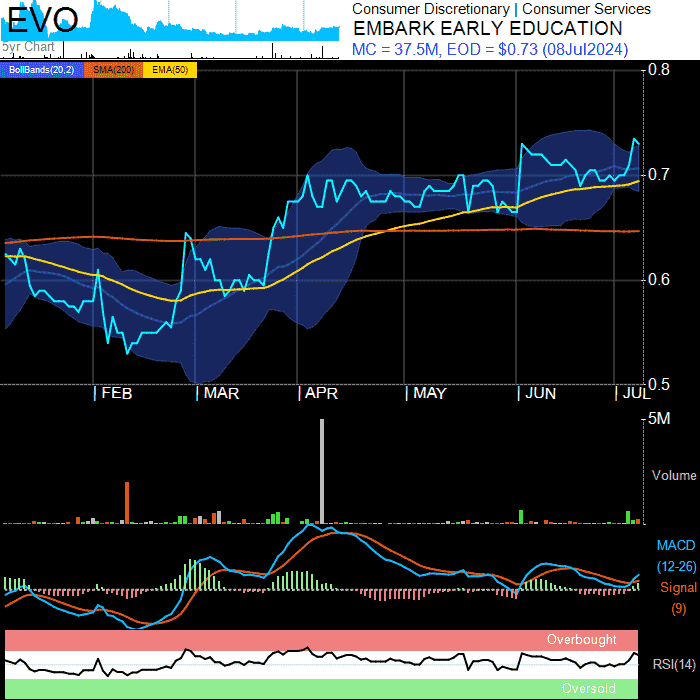 EVO
5yr Chart
Consumer Discretionary | Consumer Services
EMBARK EARLY EDUCATION
MC = 37.5M, EOD = $0.73 (08Jul2024)
BollBands(20,2) SMA(200) EMA(50)
0.8
0.7
0.6
0.5
| FEB | MAR | APR | MAY | JUN | JUL
5M
Volume
MACD
(12-26)
Signal
(9)
Overbought
RSI(14)
Oversold